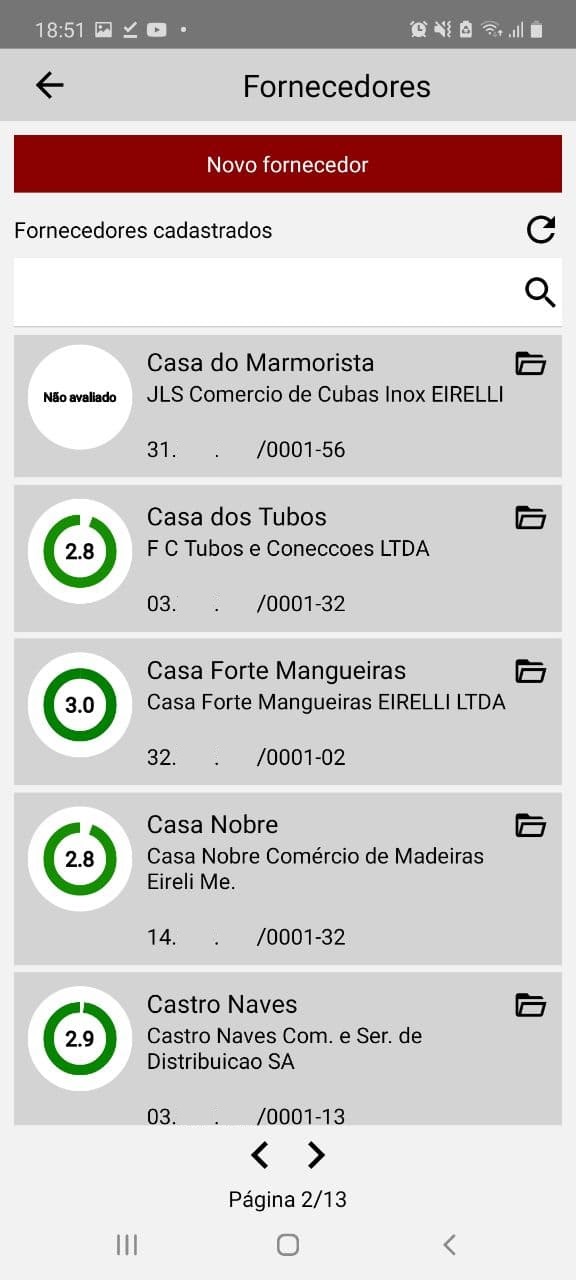 18:51
Fornecedores
Novo fornecedor
Fornecedores cadastrados
Não avaliado
Casa do Marmorista
JLS Comercio de Cubas Inox EIRELLI
31. . /0001-56
2.8
Casa dos Tubos
F C Tubos e Coneccoes LTDA
03. . /0001-32
3.0
Casa Forte Mangueiras
Casa Forte Mangueiras EIRELLI LTDA
32. . /0001-02
2.8
Casa Nobre
Casa Nobre Comércio de Madeiras
Eireli Me.
14. . /0001-32
2.9
Castro Naves
Castro Naves Com. e Ser. de
Distribuicao SA
03. . /0001-13
Página 2/13